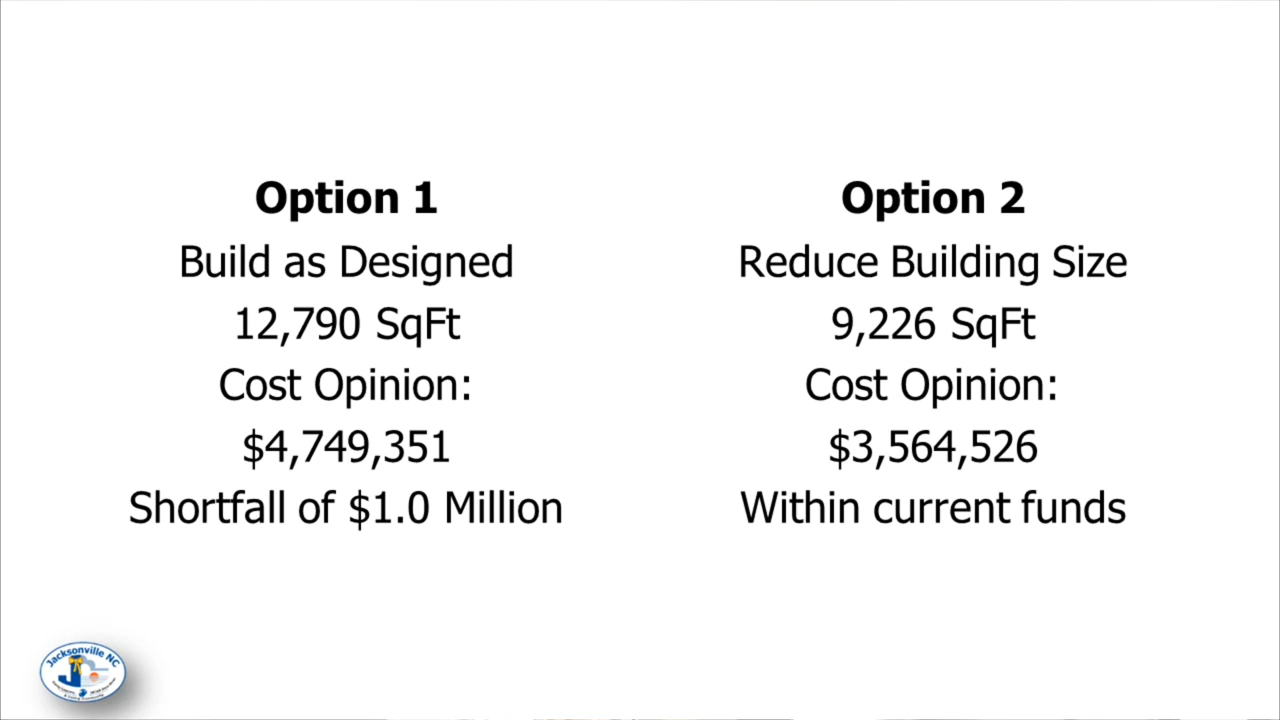 Option 1
Build as Designed
12,790 SqFt
Cost Opinion:
$4,749,351
Shortfall of $1.0 Million
Option 2
Reduce Building Size
9,226 SqFt
Cost Opinion:
$3,564,526
Within current funds
Jacksonville NC